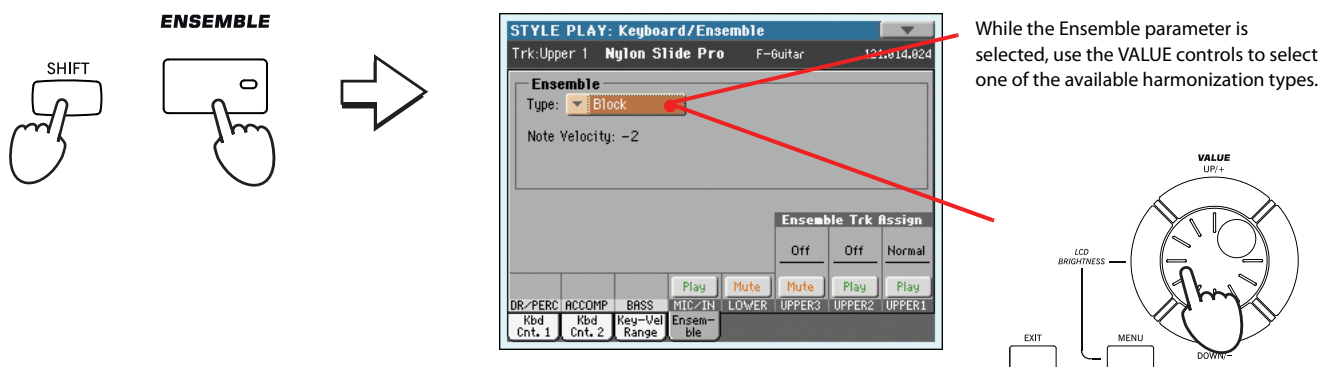 ENSEMBLE
SHIFT
STYLE PLAY: Keyboard/Ensemble
Trk:Upper 1 Nylon Slide Pro F-Guitar 121.014.024
Ensemble
Type: Block
Note Velocity: -2
Ensemble Trk Assign
Off Off Normal
Play Mute Mute Play Play
DR/PERC ACCOMP BASS MIC/IN LOWER UPPER3 UPPER2 UPPER1
Kbd Cnt. 1
Kbd Cnt. 2
Key-Vel Range
Ensem-ble
While the Ensemble parameter is
selected, use the VALUE controls to select
one of the available harmonization types.
VALUE
UP/+
LCD
BRIGHTNESS
EXIT
MENU
DOWN/-